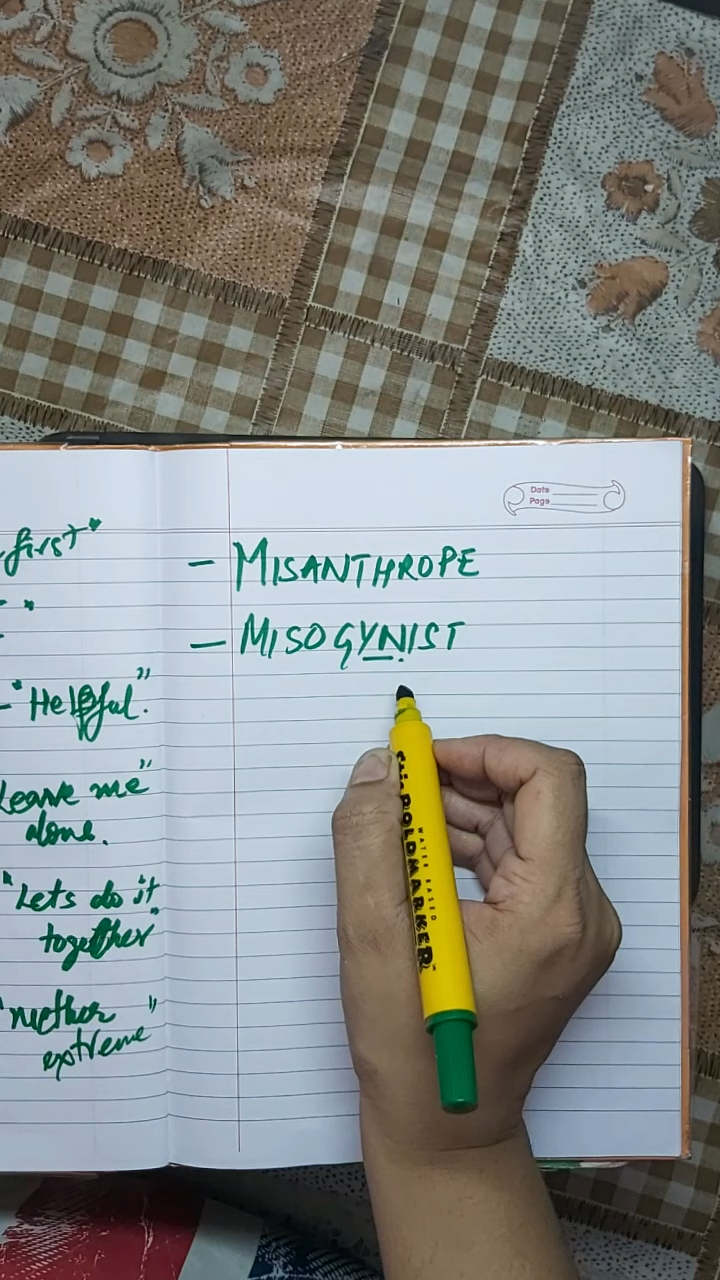 first"
"Helpful."
Leave me"
alone.
"Lets do it
together"
"neither"
extreme
Date
Page
- MISANTHROPE
- MISOGYNIST
WATER BASED
BOLDMARKER